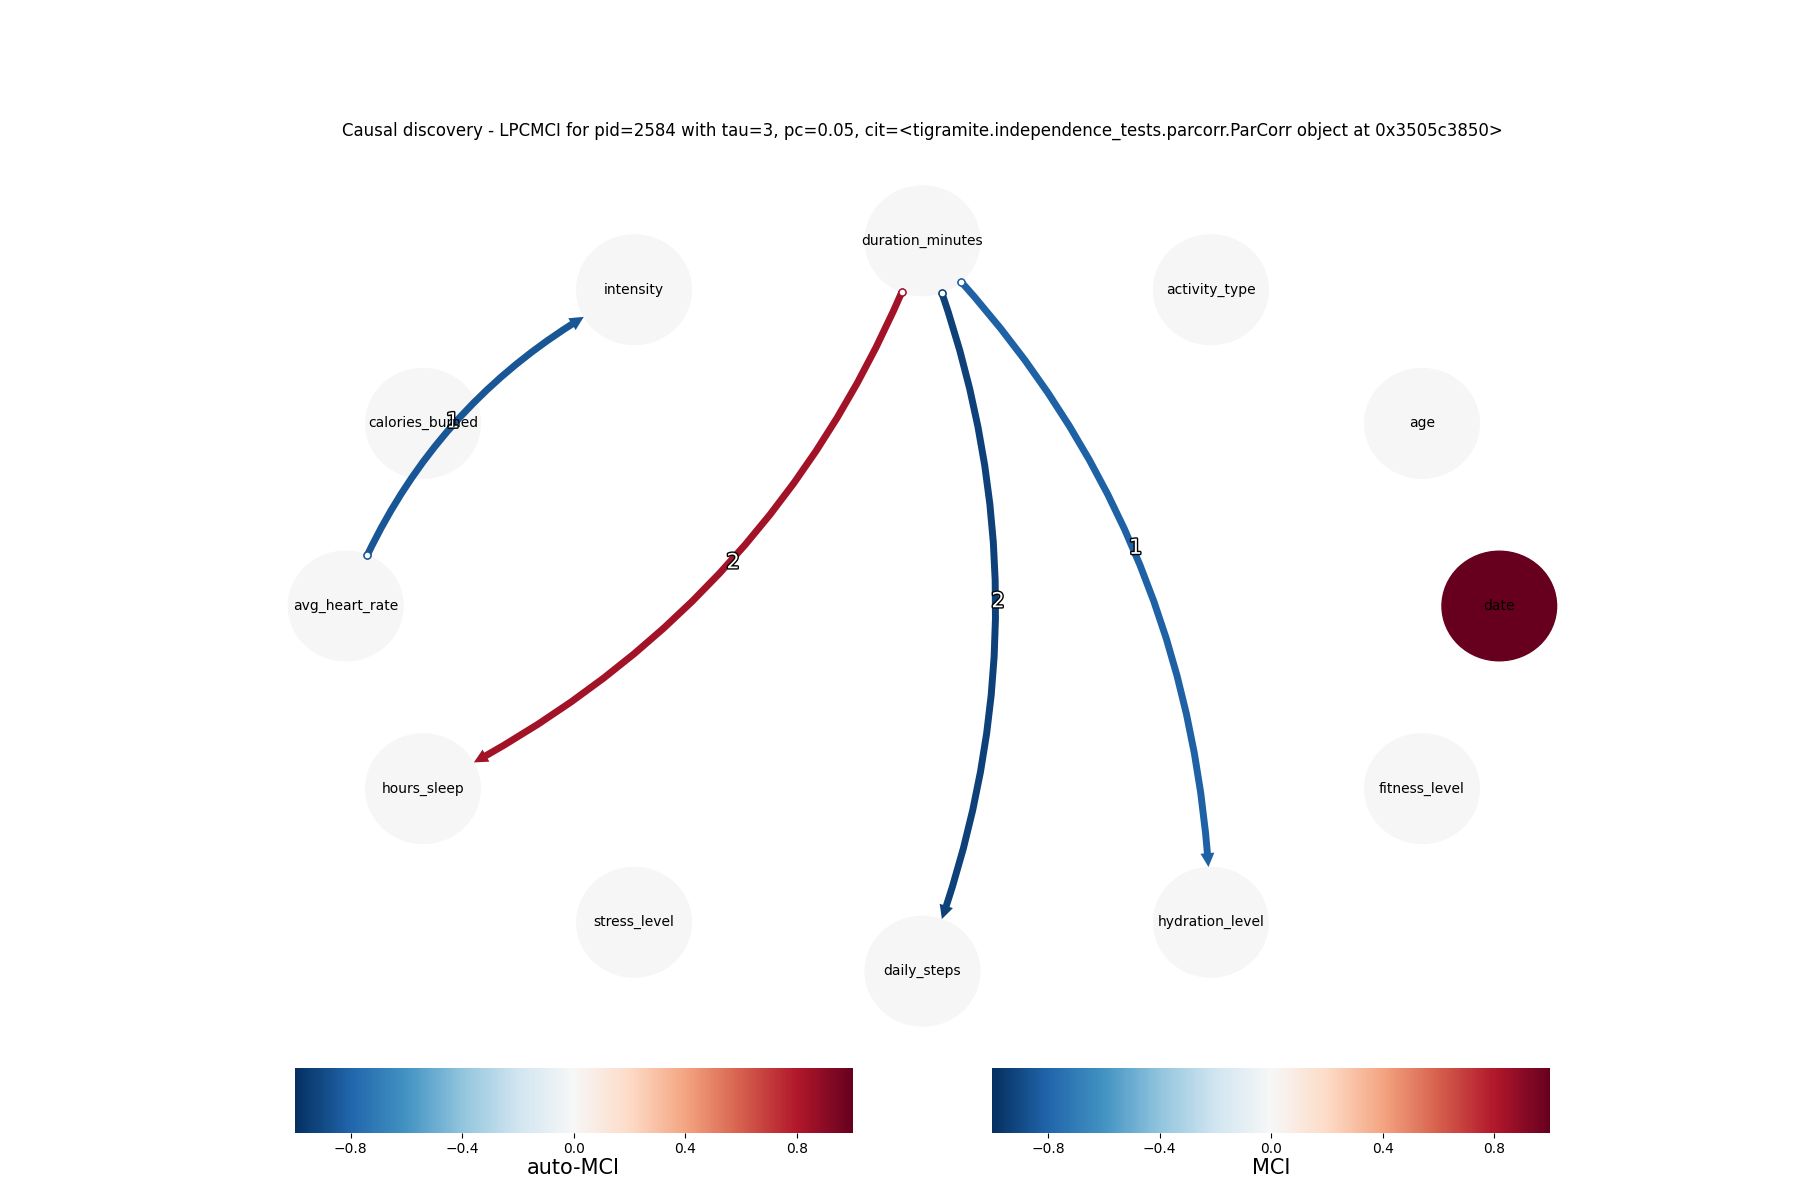 Causal discovery - LPCMCI for pid=2584 with tau=3, pc=0.05, cit=<tigramite.independence_tests.parcorr.ParCorr object at 0x3505c3850>
duration_minutes
intensity
activity_type
calories_burned
1
age
1
2
2
avg_heart_rate
date
hours_sleep
fitness_level
stress_level
hydration_level
daily_steps
−0.8 −0.4 0.0 0.4 0.8
auto-MCI
−0.8 −0.4 0.0 0.4 0.8
MCI